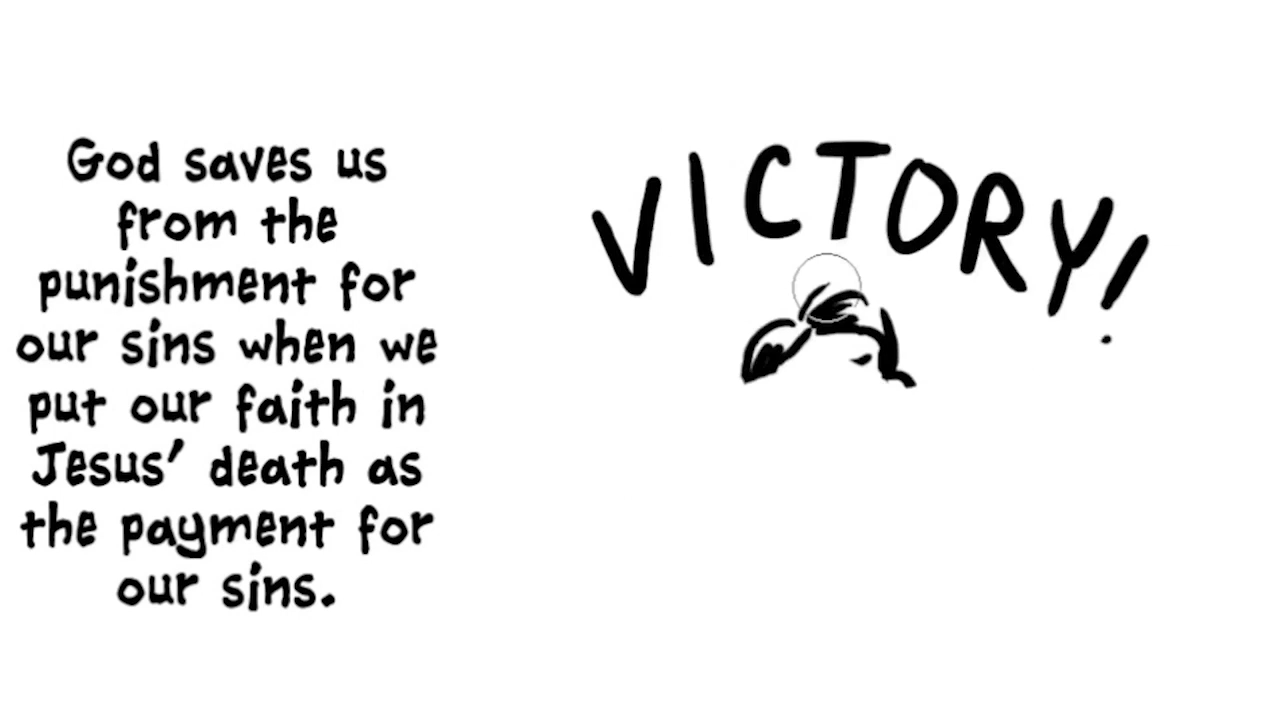 God saves us
from the
punishment for
our sins when we
put our faith in
Jesus' death as
the payment for
our sins.
VICTORY!